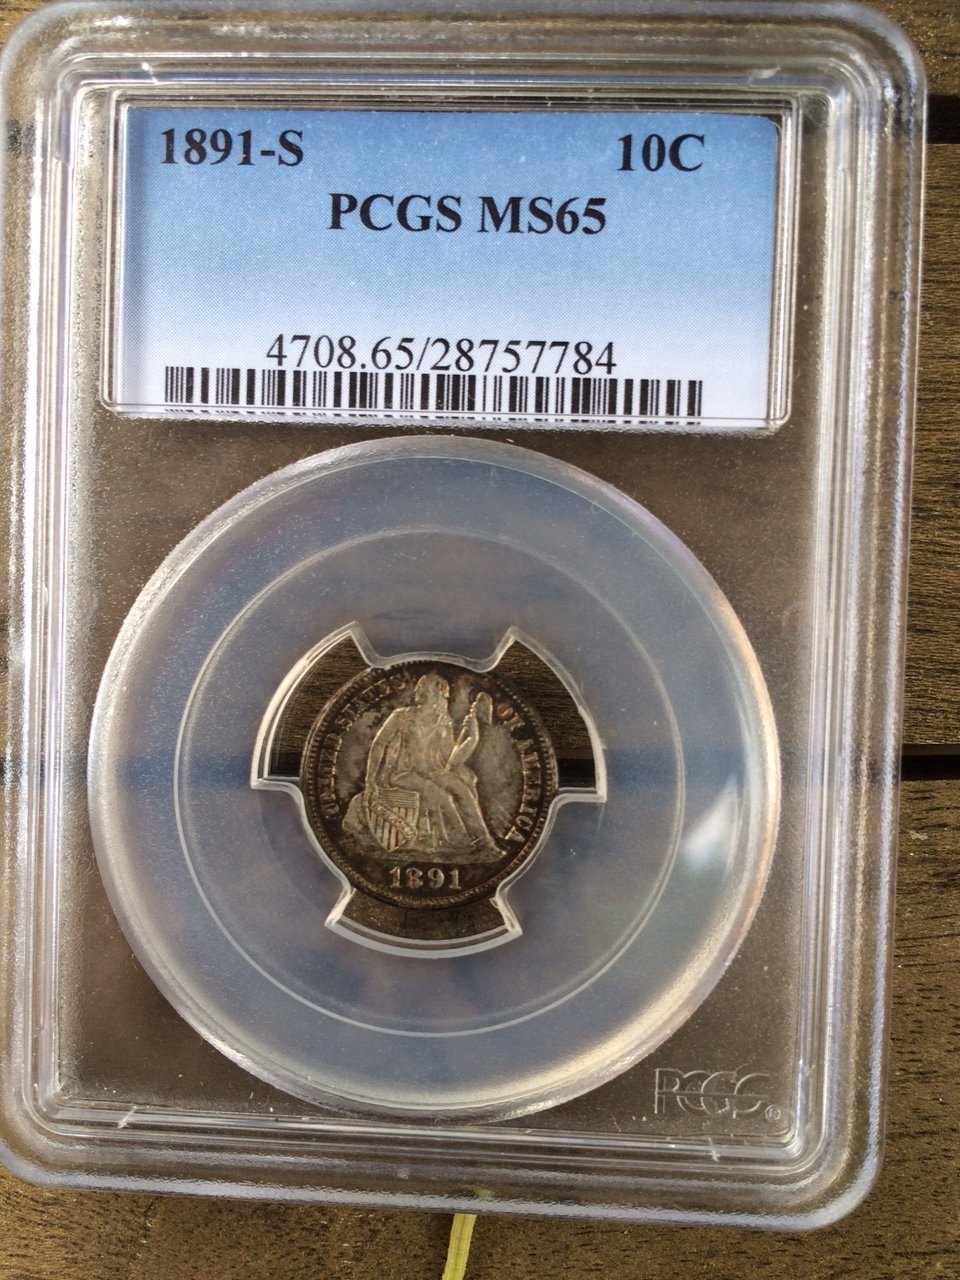 1891-S 10C
PCGS MS65
4708.65/28757784
UNITED STATES OF AMERICA
1891
PCGS®